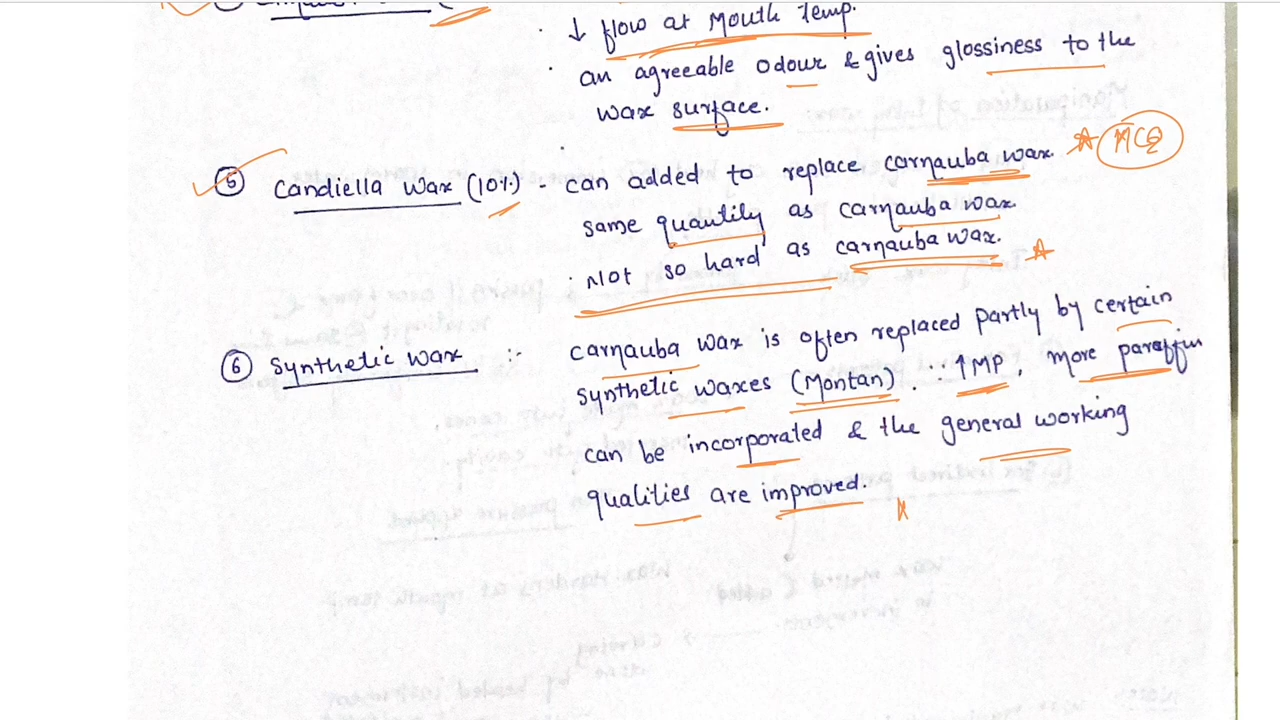 ↓ flow at Mouth Temp.
an agreeable odour & gives glossiness to the
wax surface.
⑤ Candiella Wax (10%) - can added to replace carnauba wax. MCQ
same quantity as carnauba wax.
. Not so hard as carnauba wax.
⑥ Synthetic wax :- carnauba wax is often replaced partly by certain
synthetic waxes (Montan). ∵ ↑MP, more paraffin
can be incorporated & the general working
qualities are improved.